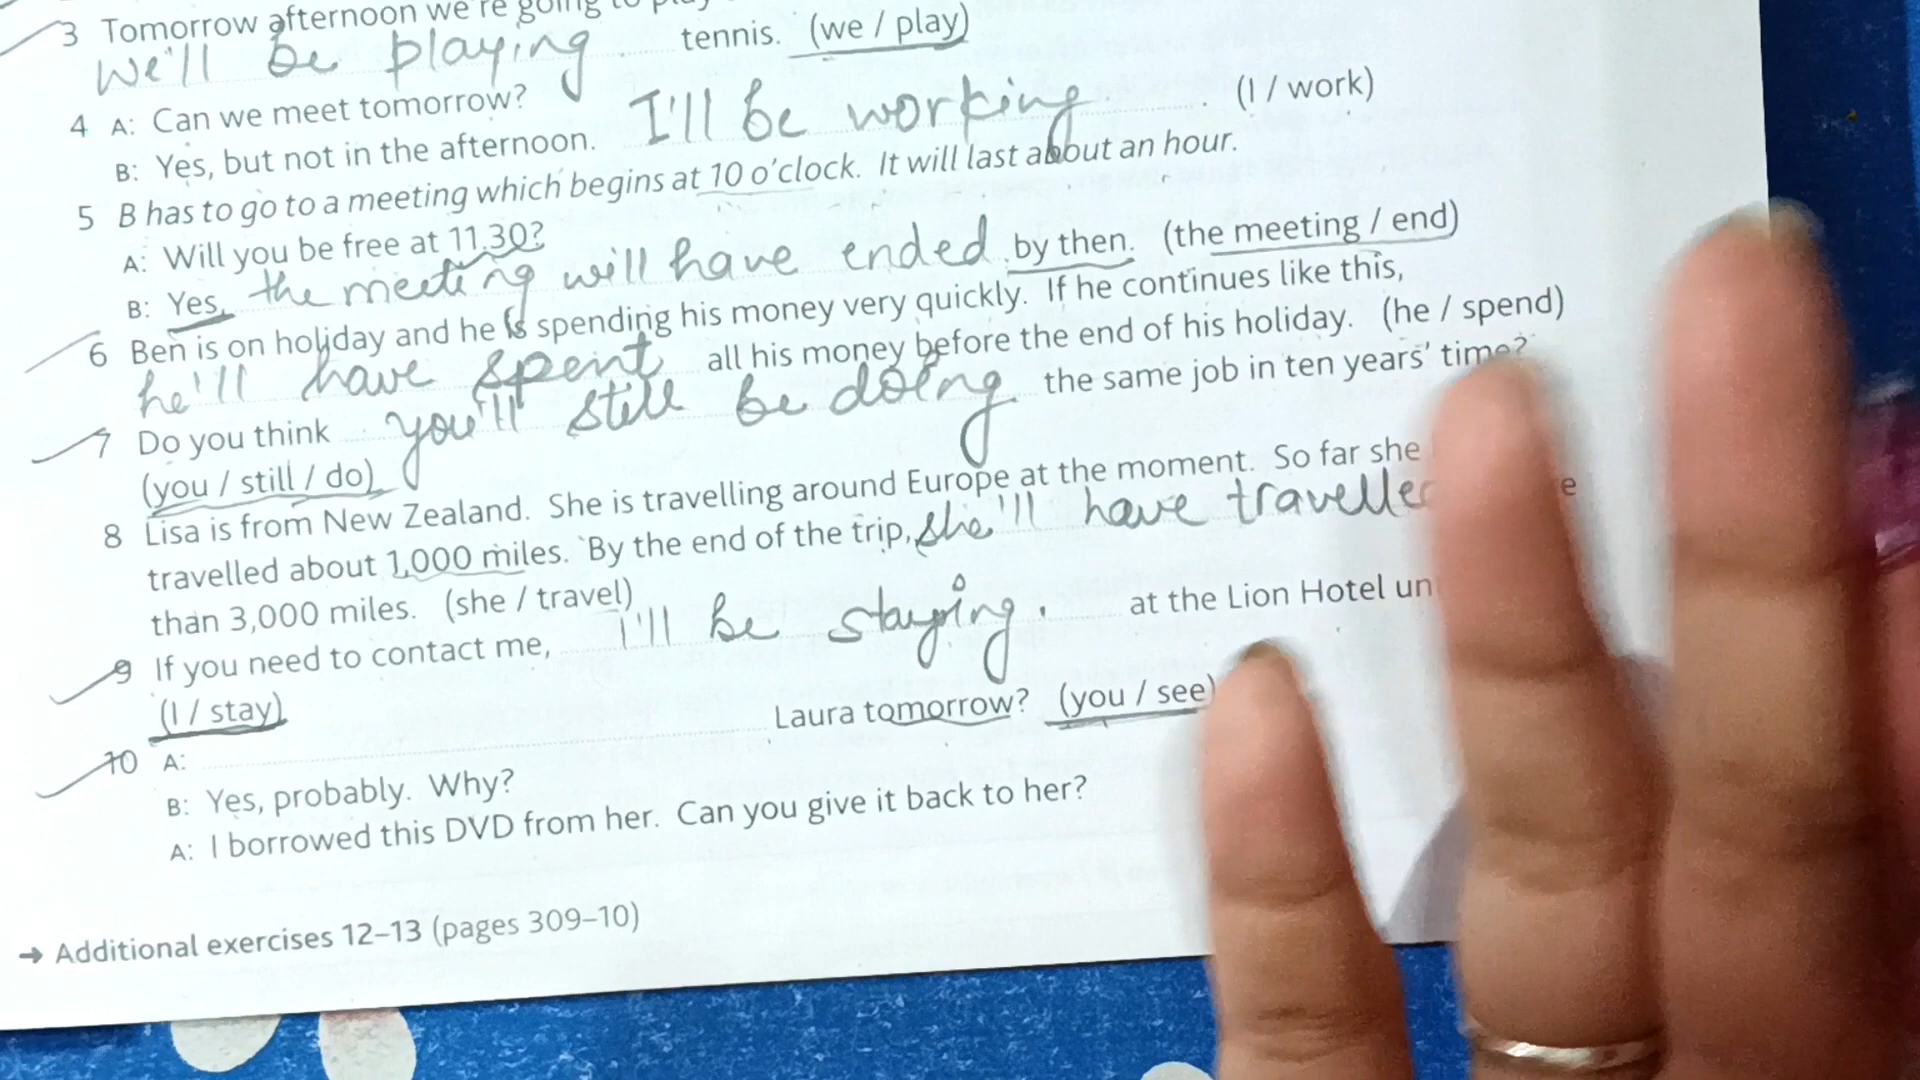 3 Tomorrow afternoon we're going to
We'll be playing tennis. (we / play)
4 A: Can we meet tomorrow?
B: Yes, but not in the afternoon. I'll be working. (I / work)
5 B has to go to a meeting which begins at 10 o'clock. It will last about an hour.
A: Will you be free at 11.30?
B: Yes, the meeting will have ended by then. (the meeting / end)
6 Ben is on holiday and he is spending his money very quickly. If he continues like this,
he'll have spent all his money before the end of his holiday. (he / spend)
7 Do you think you'll still be doing the same job in ten years' time?
(you / still / do)
8 Lisa is from New Zealand. She is travelling around Europe at the moment. So far she
travelled about 1,000 miles. By the end of the trip, she'll have travelled
than 3,000 miles. (she / travel)
9 If you need to contact me, I'll be staying. at the Lion Hotel
(I / stay)
10 A: Laura tomorrow? (you / see)
B: Yes, probably. Why?
A: I borrowed this DVD from her. Can you give it back to her?
→ Additional exercises 12–13 (pages 309–10)